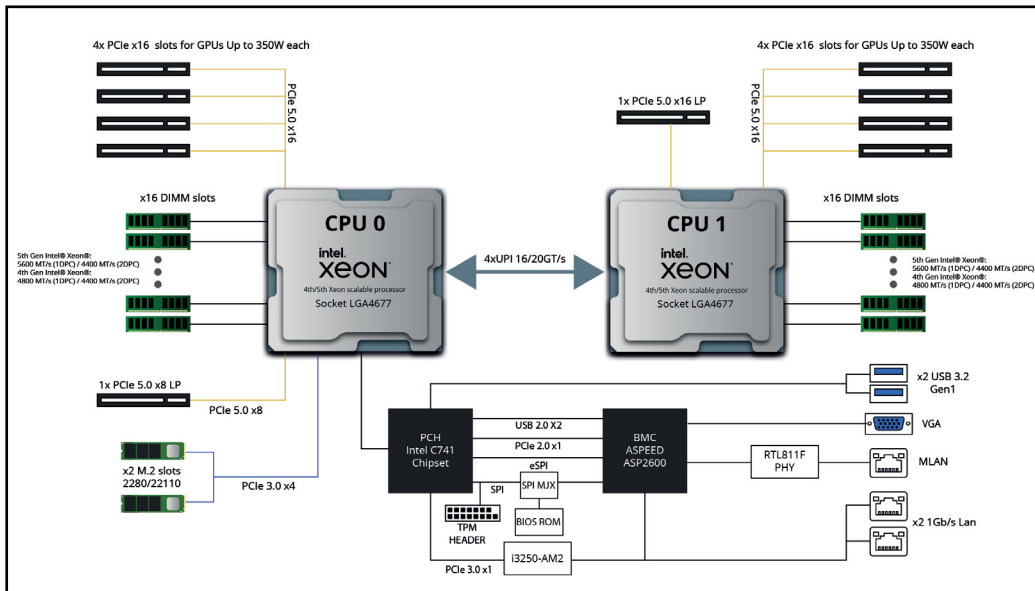 4x PCIe x16 slots for GPUs Up to 350W each
4x PCIe x16 slots for GPUs Up to 350W each
PCIe 5.0 x16
1x PCIe 5.0 x16 LP
PCIe 5.0 x16
x16 DIMM slots
CPU 0
intel.
xeon
4th/5th Xeon scalable processor
Socket LGA4677
4xUPI 16/20GT/s
CPU 1
intel.
xeon
4th/5th Xeon scalable processor
Socket LGA4677
x16 DIMM slots
5th Gen Intel® Xeon®:
5600 MT/s (1DPC) / 4400 MT/s (2DPC)
4th Gen Intel® Xeon®:
4800 MT/s (1DPC) / 4400 MT/s (2DPC)
5th Gen Intel® Xeon®:
5600 MT/s (1DPC) / 4400 MT/s (2DPC)
4th Gen Intel® Xeon®:
4800 MT/s (1DPC) / 4400 MT/s (2DPC)
1x PCIe 5.0 x8 LP
PCIe 5.0 x8
x2 M.2 slots
2280/22110
PCIe 3.0 x4
PCH
Intel C741
Chipset
USB 2.0 X2
PCIe 2.0 x1
eSPI
SPI
SPI MJX
BIOS ROM
TPM
HEADER
PCIe 3.0 x1
i3250-AM2
BMC
ASPEED
ASP2600
RTL811F
PHY
x2 USB 3.2
Gen1
VGA
MLAN
x2 1Gb/s Lan